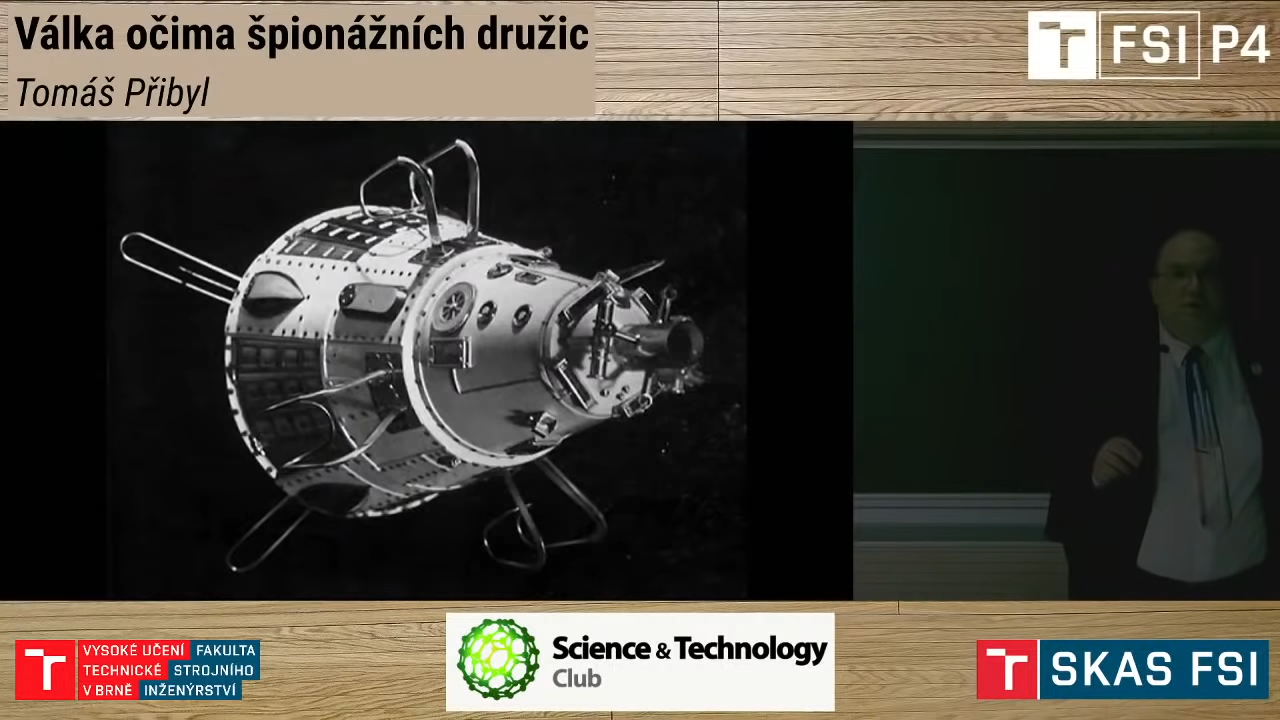 Válka očima špionážních družic
Tomáš Přibyl
FSI P4
VYSOKÉ UČENÍ FAKULTA
TECHNICKÉ STROJNÍHO
V BRNĚ INŽENÝRSTVÍ
Science & Technology
Club
SKAS FSI